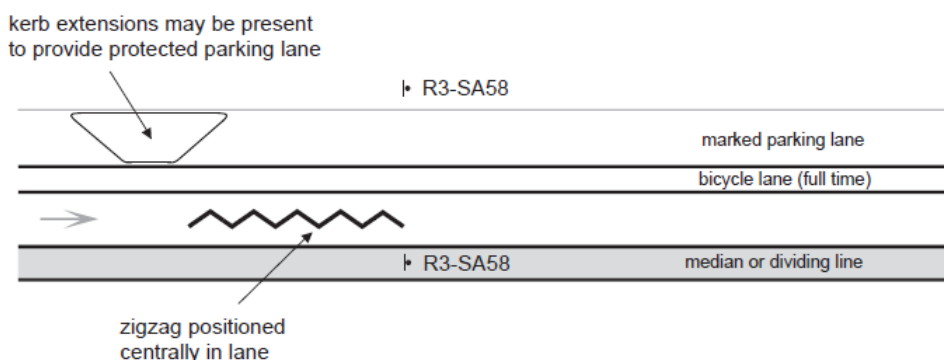 kerb extensions may be present
to provide protected parking lane
R3-SA58
marked parking lane
bicycle lane (full time)
R3-SA58
median or dividing line
zigzag positioned
centrally in lane